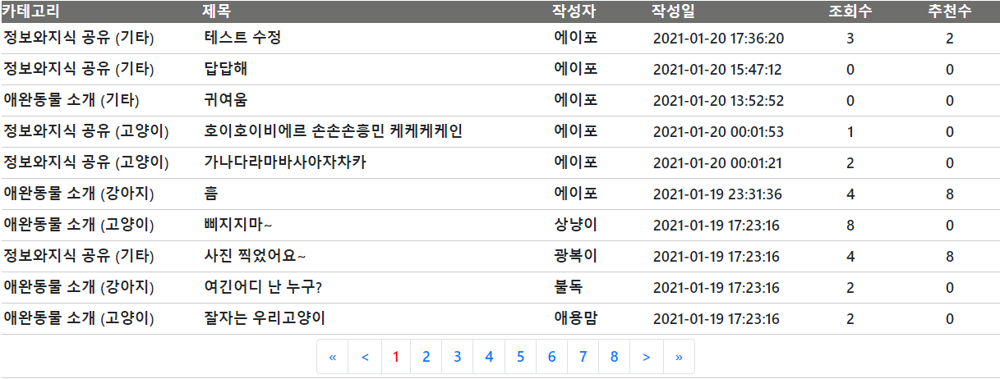 카테고리 제목 작성자 작성일 조회수 추천수
정보와지식 공유 (기타) 테스트 수정 에이포 2021-01-20 17:36:20 3 2
정보와지식 공유 (기타) 답답해 에이포 2021-01-20 15:47:12 0 0
애완동물 소개 (기타) 귀여움 에이포 2021-01-20 13:52:52 0 0
정보와지식 공유 (고양이) 호이호이비에르 손손손흥민 케케케케인 에이포 2021-01-20 00:01:53 1 0
정보와지식 공유 (고양이) 가나다라마바사아자차카 에이포 2021-01-20 00:01:21 2 0
애완동물 소개 (강아지) 흠 에이포 2021-01-19 23:31:36 4 8
애완동물 소개 (고양이) 삐지지마~ 상냥이 2021-01-19 17:23:16 8 0
정보와지식 공유 (기타) 사진 찍었어요~ 광복이 2021-01-19 17:23:16 4 8
애완동물 소개 (강아지) 여긴어디 난 누구? 불독 2021-01-19 17:23:16 2 0
애완동물 소개 (고양이) 잘자는 우리고양이 애용맘 2021-01-19 17:23:16 2 0
« < 1 2 3 4 5 6 7 8 > »